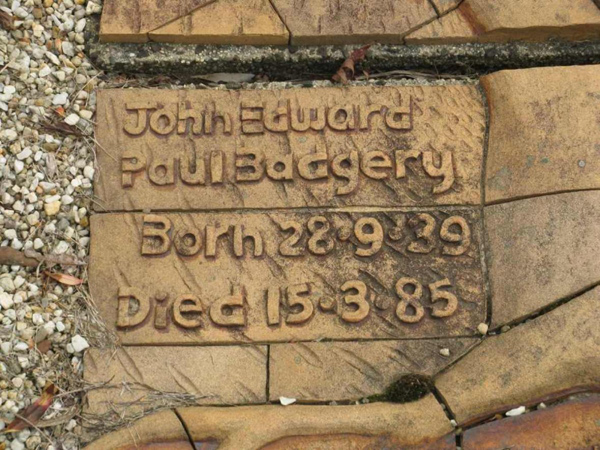 John Edward
Paul Badgery
Born 28·9·39
Died 15·3·85